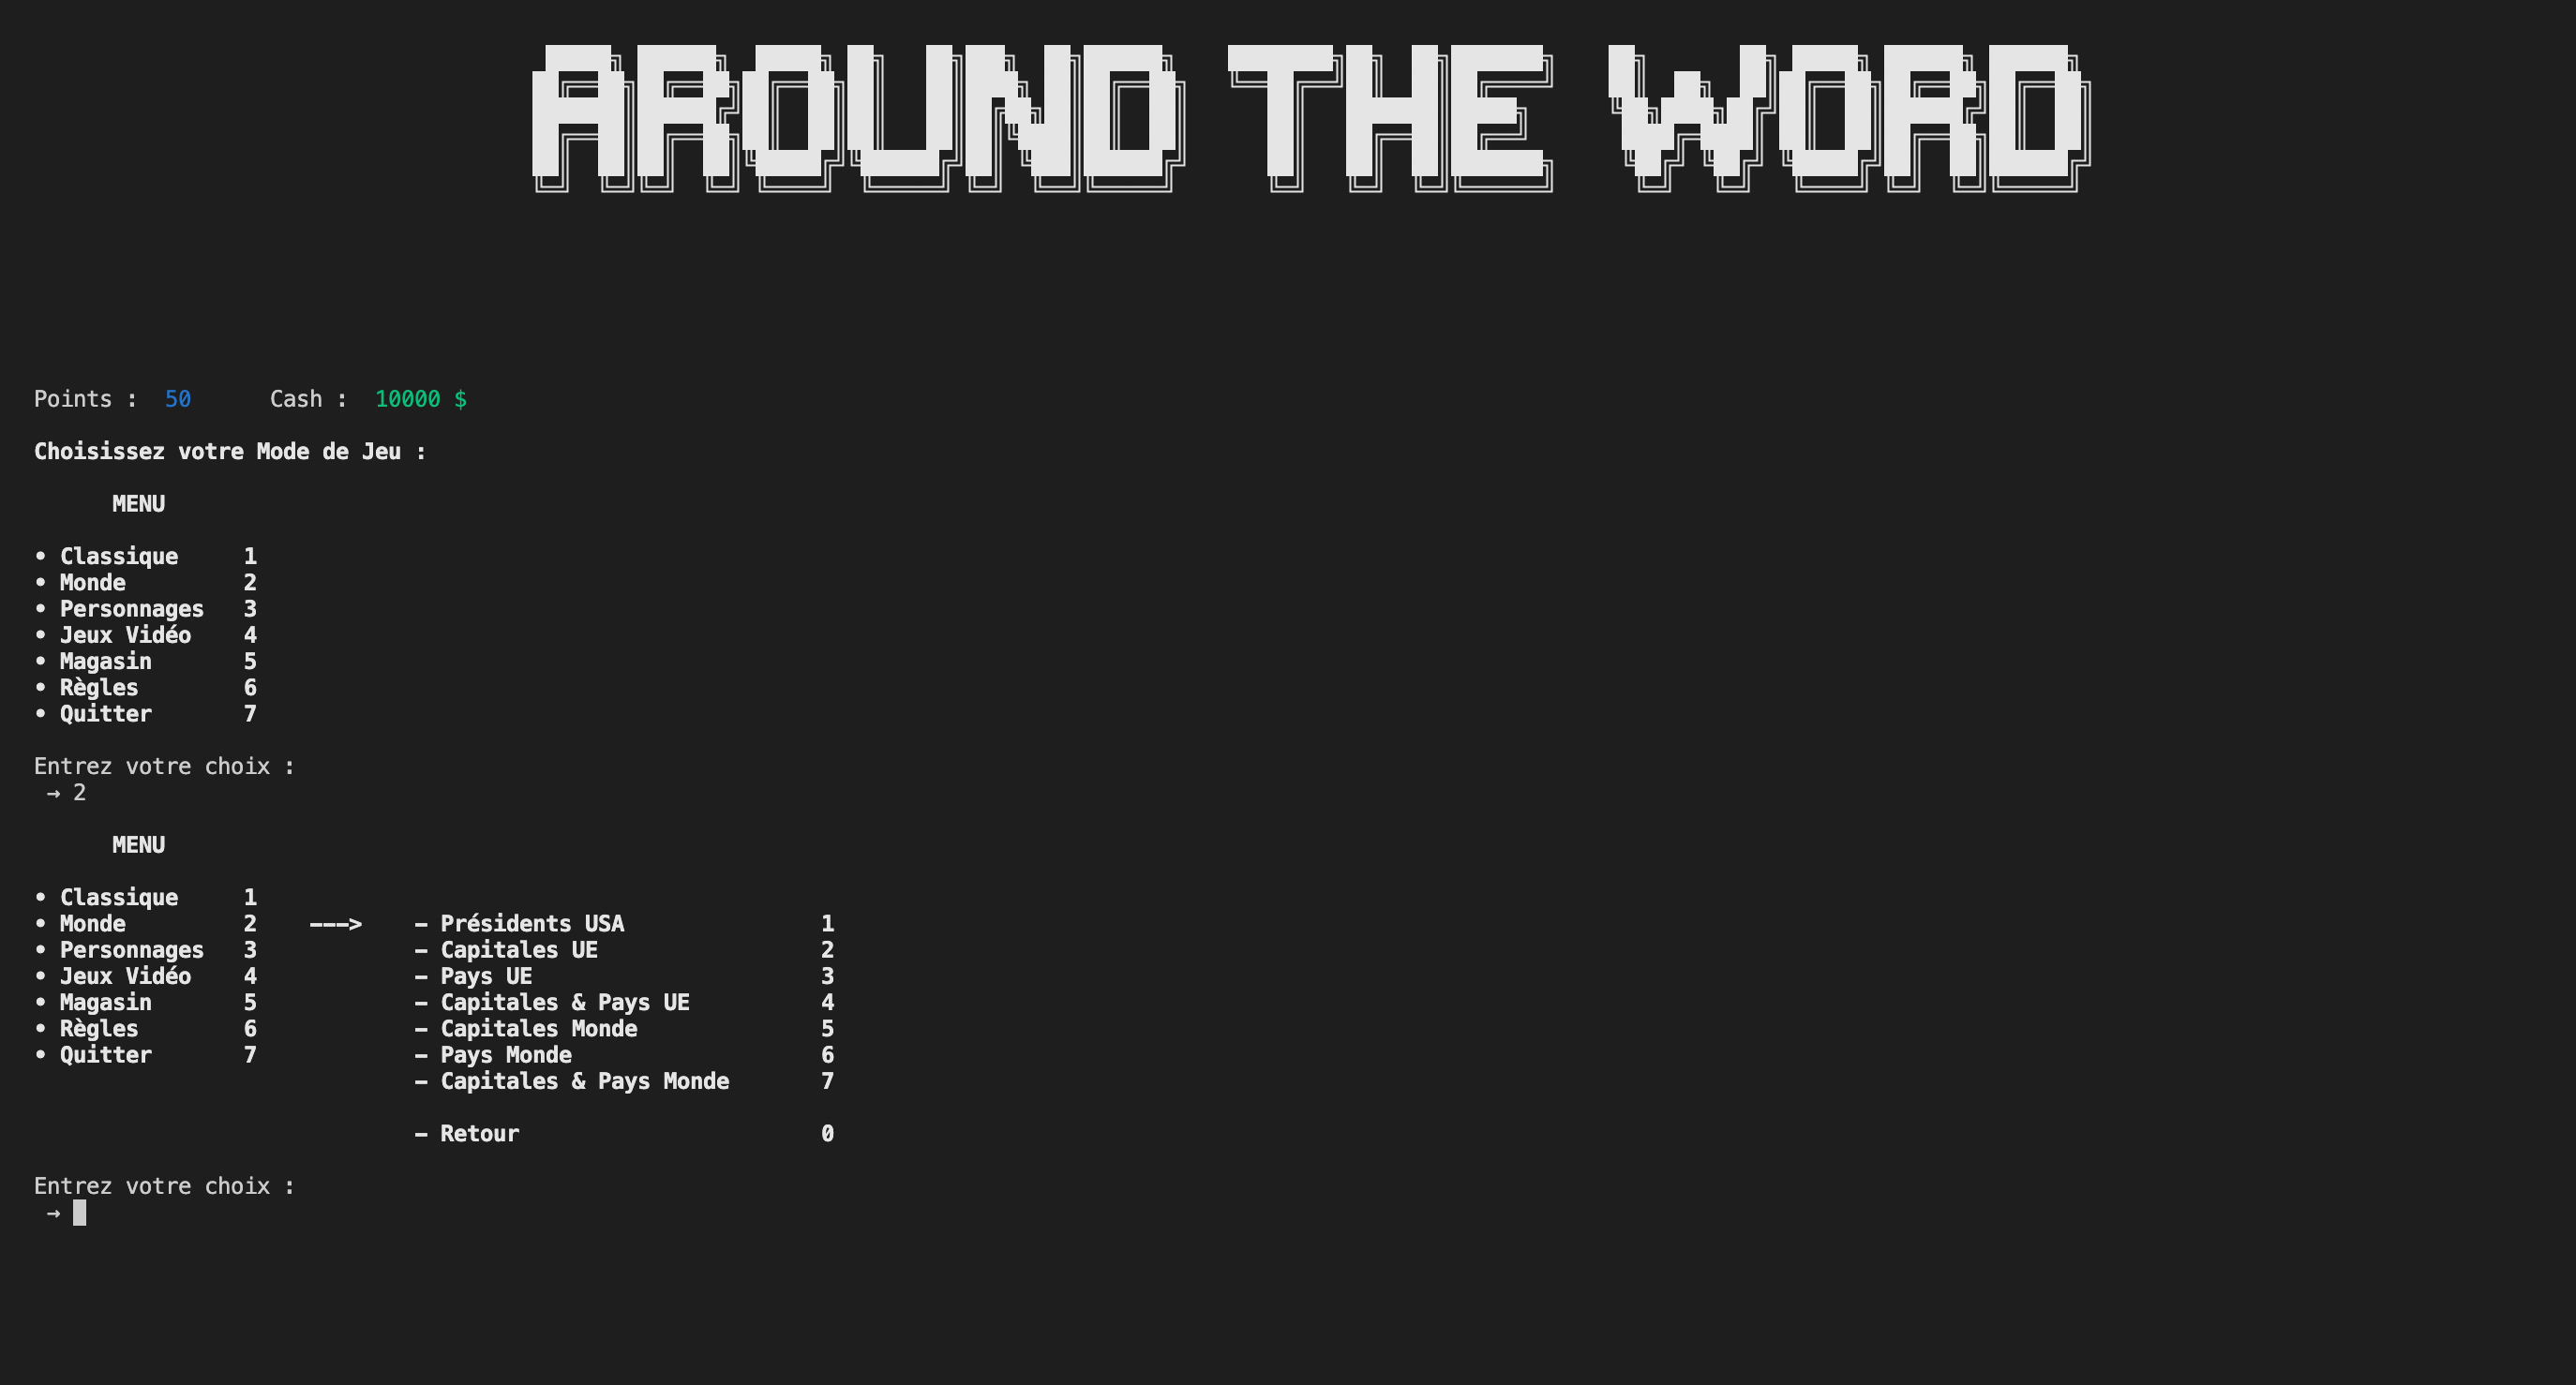 AROUND THE WORD
Points :  50      Cash :  10000 $
Choisissez votre Mode de Jeu :
MENU
• Classique     1
• Monde         2
• Personnages   3
• Jeux Vidéo    4
• Magasin       5
• Règles        6
• Quitter       7
Entrez votre choix :
→ 2
MENU
• Classique     1
• Monde         2    --->    - Présidents USA               1
• Personnages   3            - Capitales UE                 2
• Jeux Vidéo    4            - Pays UE                      3
• Magasin       5            - Capitales & Pays UE          4
• Règles        6            - Capitales Monde              5
• Quitter       7            - Pays Monde                   6
- Capitales & Pays Monde       7
- Retour                       0
Entrez votre choix :
→